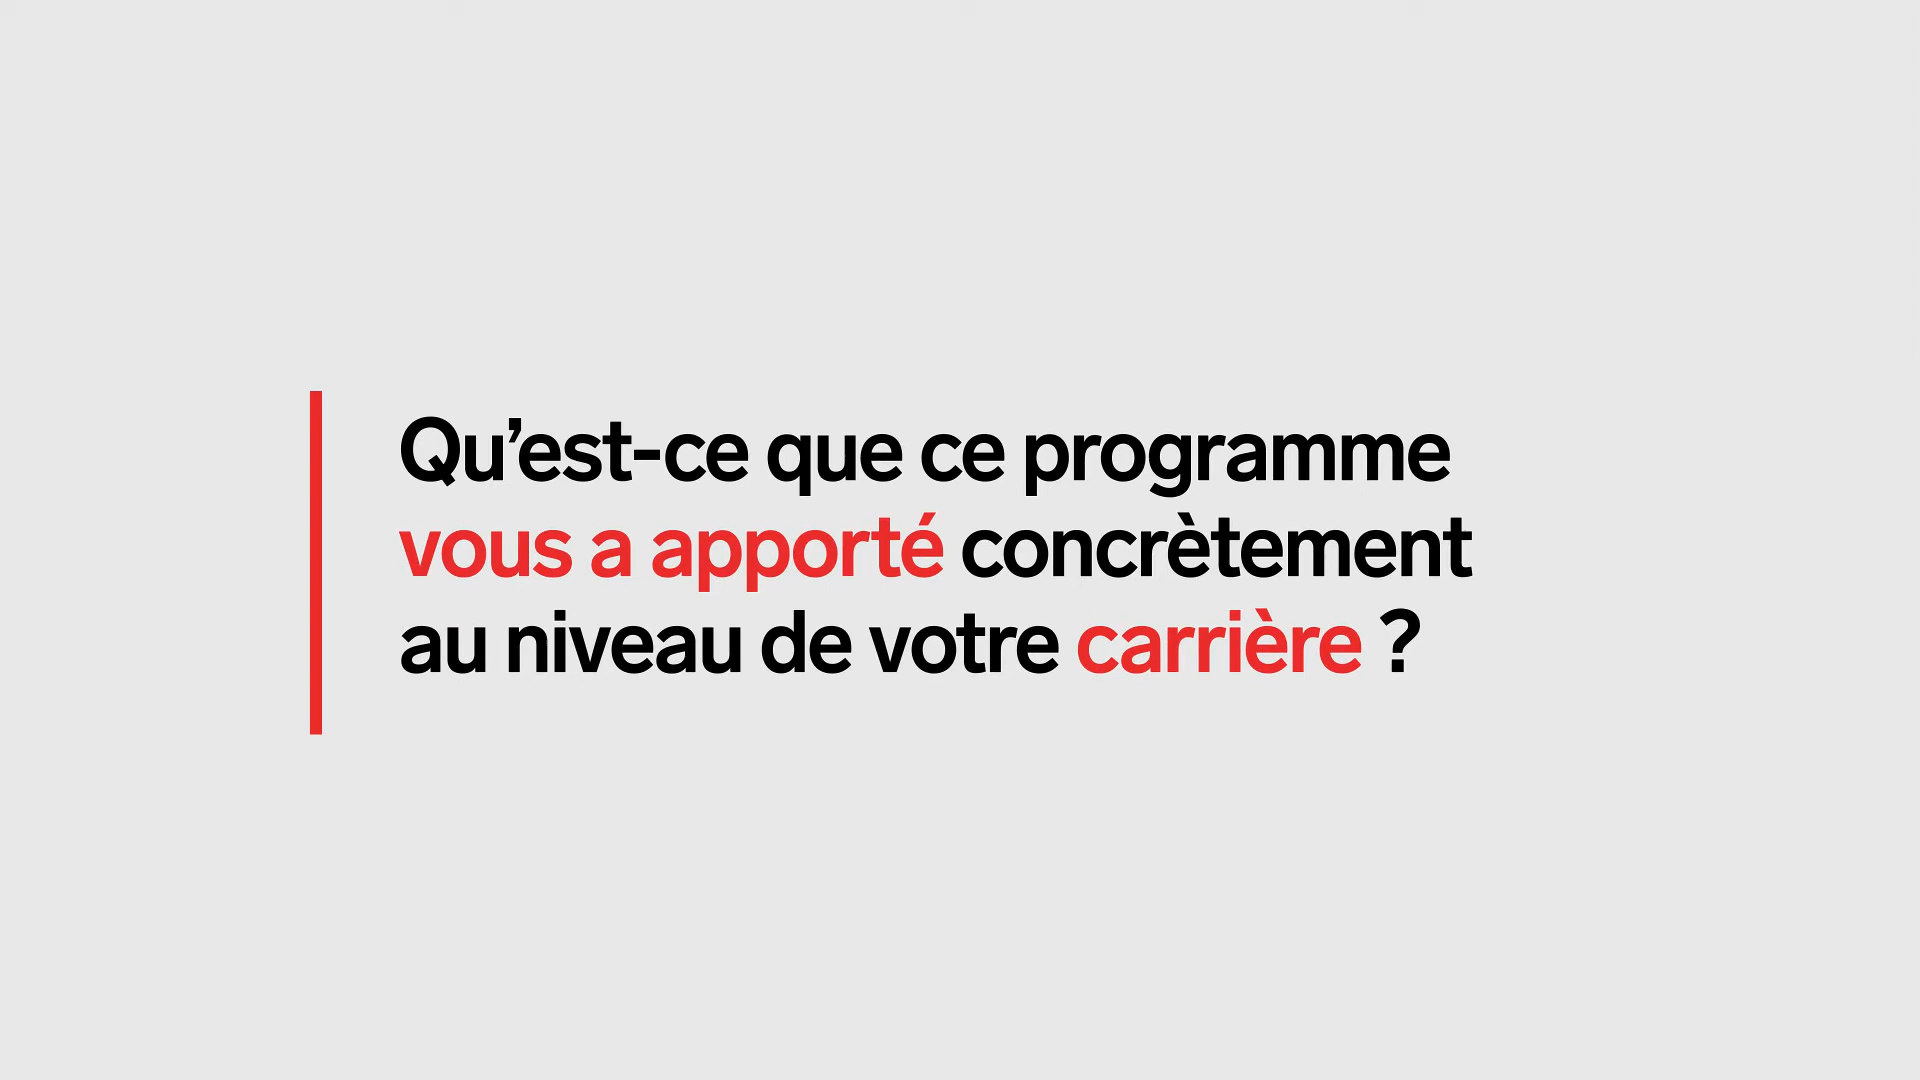 Qu’est-ce que ce programme
vous a apporté concrètement
au niveau de votre carrière ?